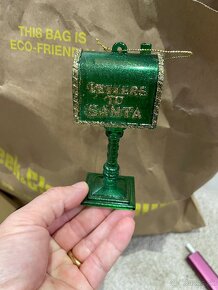 THIS BAG IS
ECO-FRIEND
LETTERS
TO
SANTA